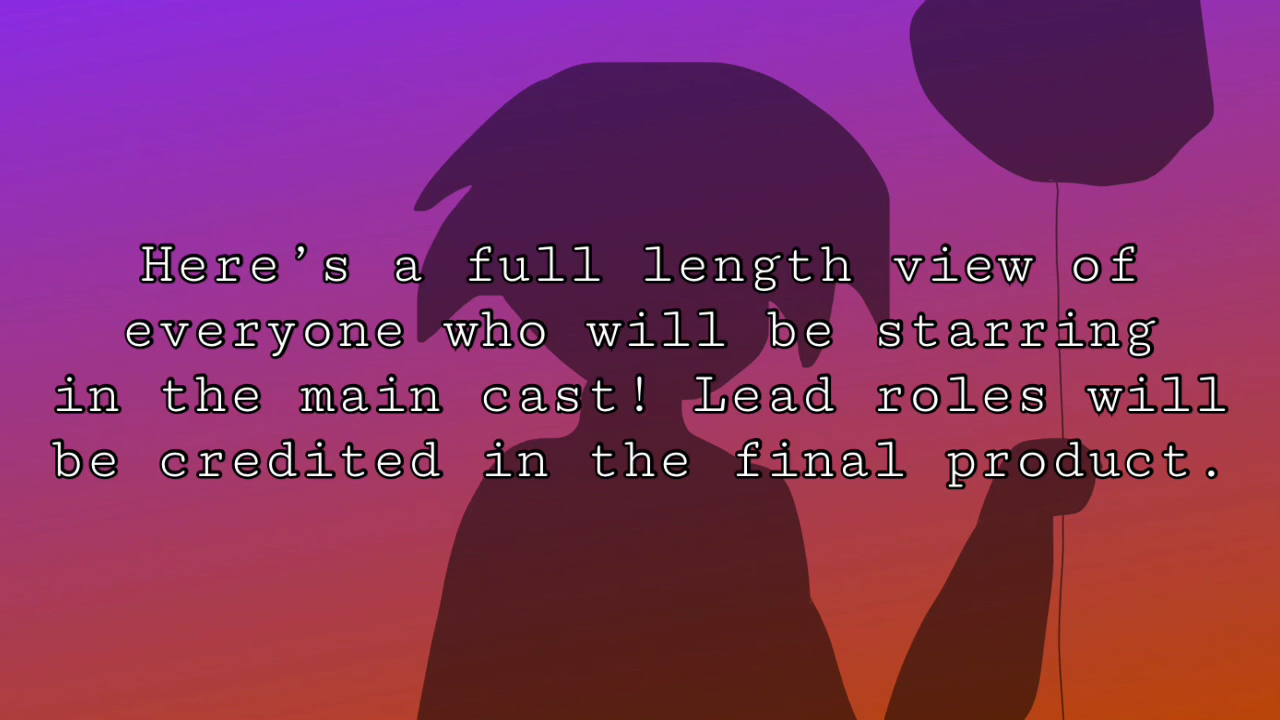 Here’s a full length view of
everyone who will be starring
in the main cast! Lead roles will
be credited in the final product.